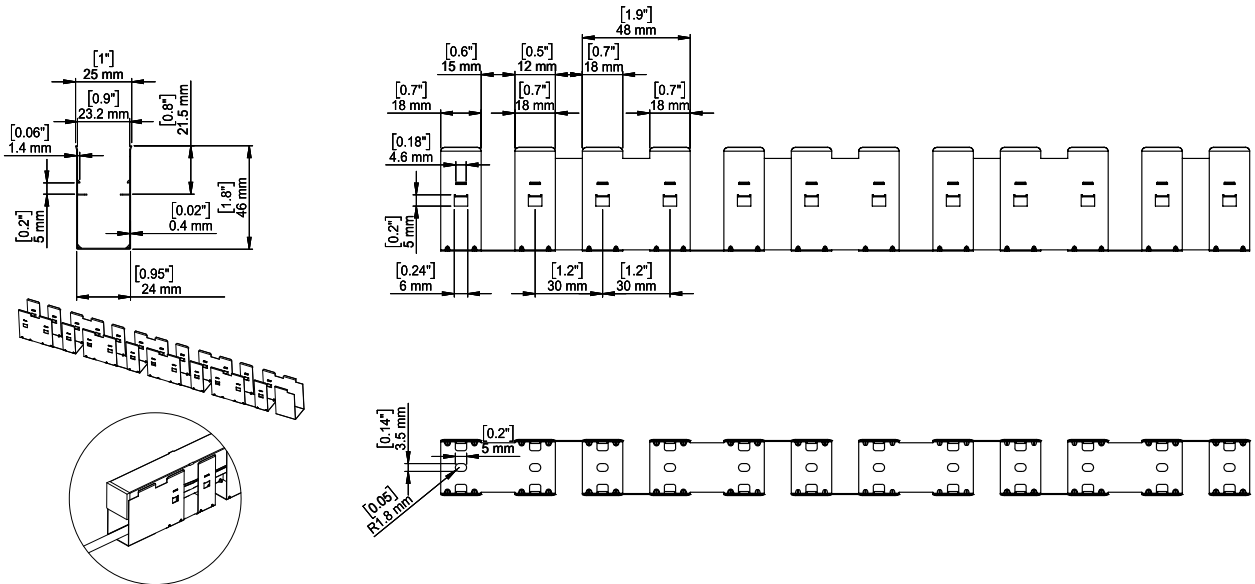 [1"]
25 mm
[0.9"]
23.2 mm
[0.8"]
21.5 mm
[0.06"]
1.4 mm
[0.2"]
5 mm
[0.02"]
0.4 mm
[1.8"]
46 mm
[0.95"]
24 mm
[1.9"]
48 mm
[0.6"]
15 mm
[0.5"]
12 mm
[0.7"]
18 mm
[0.7"]
18 mm
[0.7"]
18 mm
[0.7"]
18 mm
[0.18"]
4.6 mm
[0.2"]
5 mm
[0.24"]
6 mm
[1.2"]
30 mm
[1.2"]
30 mm
[0.14"]
3.5 mm
[0.2"]
5 mm
[0.05]
R1.8 mm